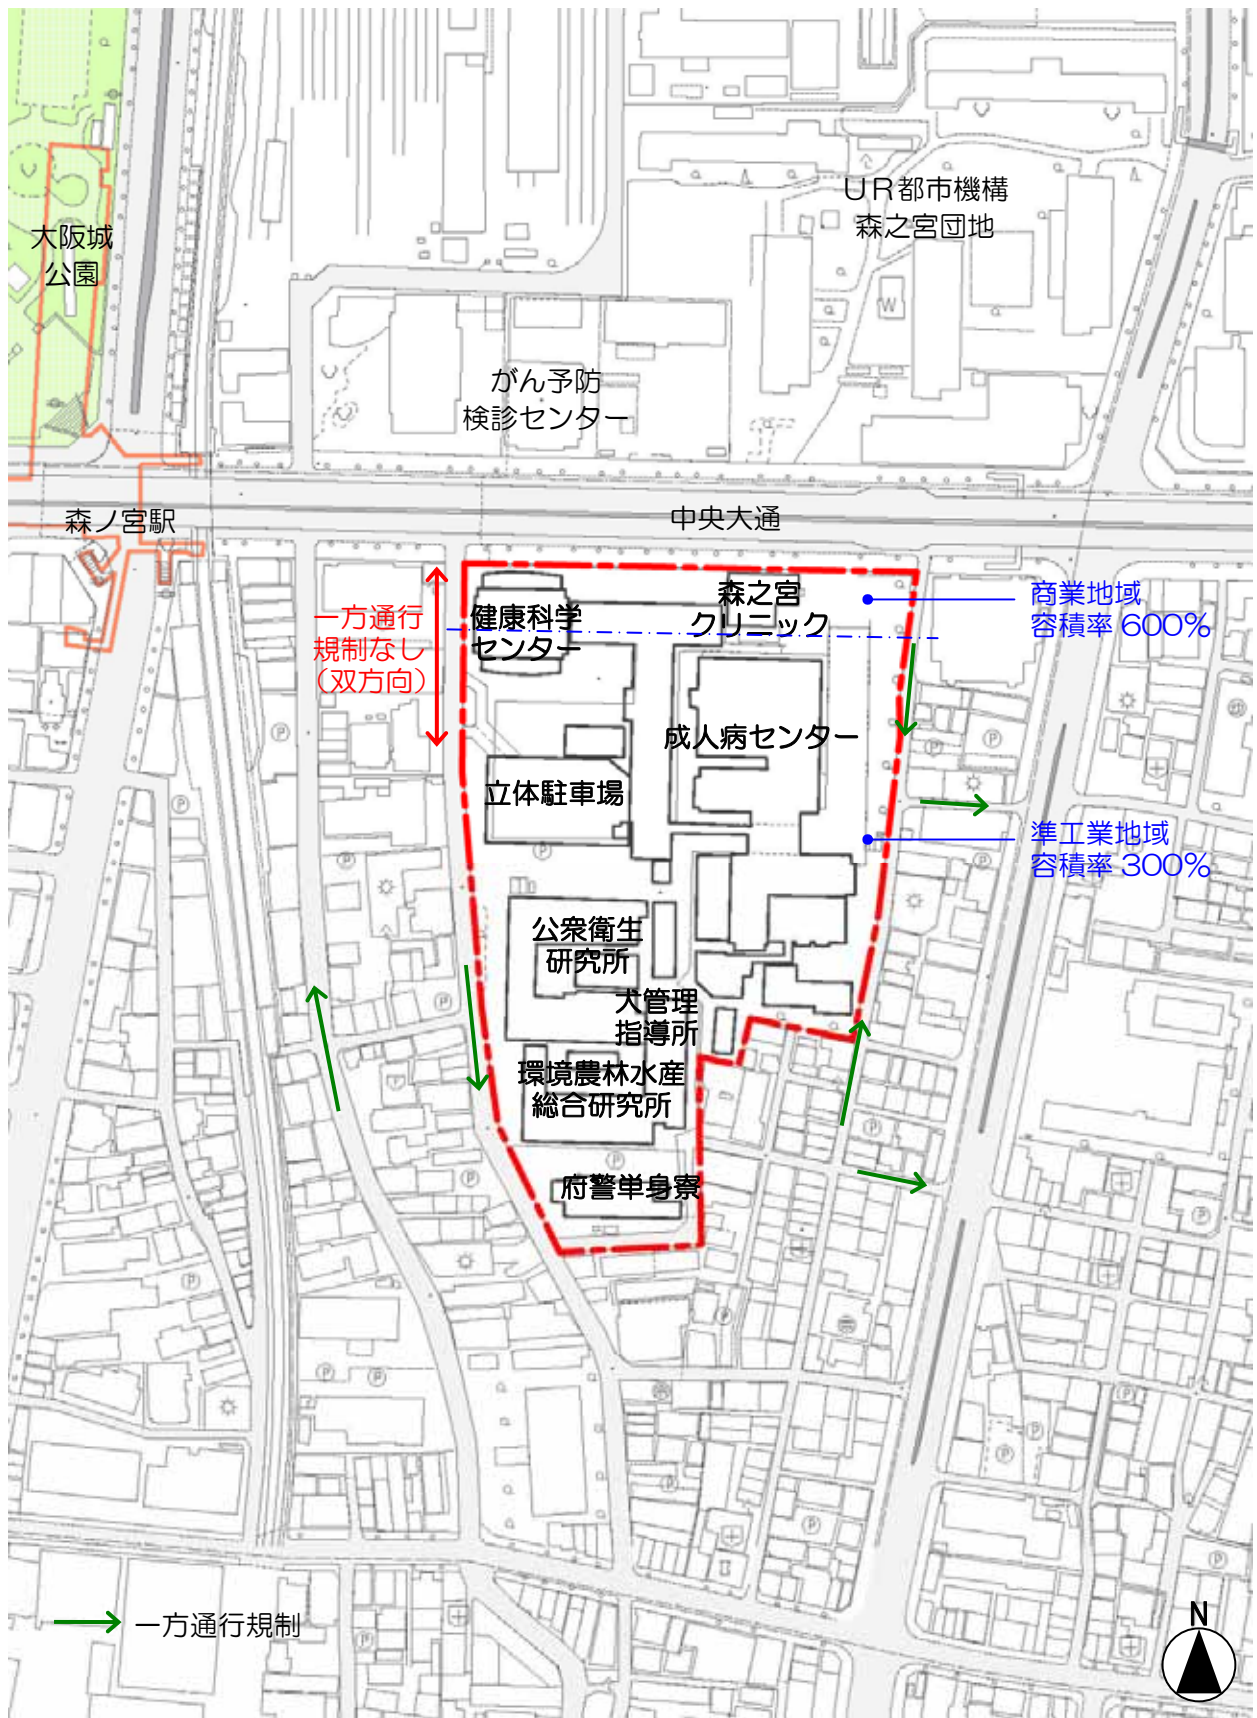 UR都市機構
森之宮団地
大阪城
公園
W
がん予防
検診センター
森ノ宮駅
中央大通
一方通行
規制なし
（双方向）
健康科学
センター
森之宮
クリニック
商業地域
容積率 600%
成人病センター
立体駐車場
準工業地域
容積率 300%
公衆衛生
研究所
犬管理
指導所
環境農林水産
総合研究所
府警単身寮
一方通行規制
N